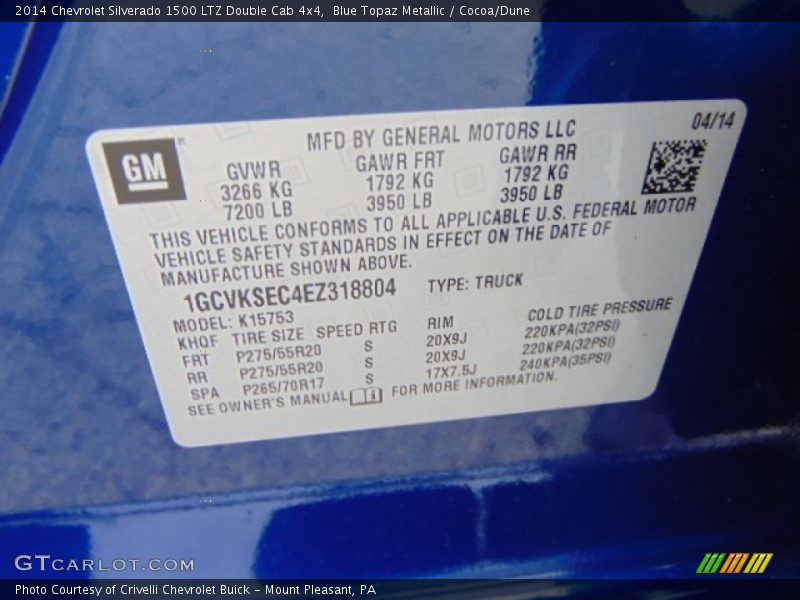 2014 Chevrolet Silverado 1500 LTZ Double Cab 4x4,  Blue Topaz Metallic / Cocoa/Dune
MFD BY GENERAL MOTORS LLC 04/14
GM GVWR GAWR FRT GAWR RR
3266 KG 1792 KG 1792 KG
7200 LB 3950 LB 3950 LB
THIS VEHICLE CONFORMS TO ALL APPLICABLE U.S. FEDERAL MOTOR
VEHICLE SAFETY STANDARDS IN EFFECT ON THE DATE OF
MANUFACTURE SHOWN ABOVE.
1GCVKSEC4EZ318804 TYPE: TRUCK
MODEL: K15753
KHQF TIRE SIZE SPEED RTG RIM COLD TIRE PRESSURE
FRT P275/55R20 S 20X9J 220KPA(32PSI)
RR P275/55R20 S 20X9J 220KPA(32PSI)
SPA P265/70R17 S 17X7.5J 240KPA(35PSI)
SEE OWNER'S MANUAL FOR MORE INFORMATION.
GTCARLOT.COM
Photo Courtesy of Crivelli Chevrolet Buick - Mount Pleasant, PA